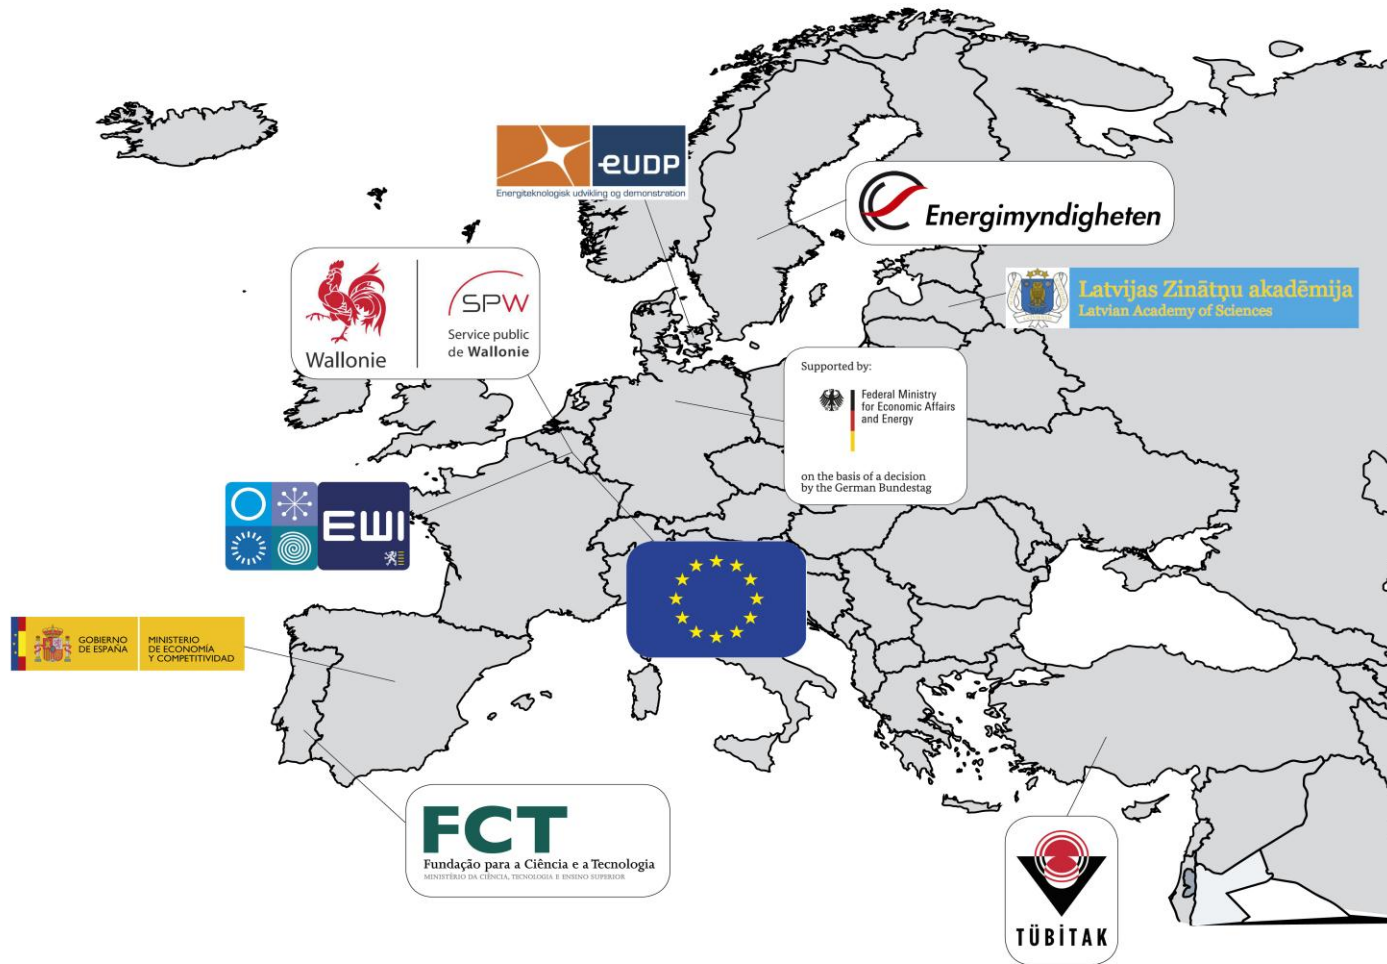 eUDP
Energiteknologisk udvikling og demonstration
Energimyndigheten
Wallonie
SPW
Service public
de Wallonie
Latvijas Zinātņu akadēmija
Latvian Academy of Sciences
Supported by:
Federal Ministry
for Economic Affairs
and Energy
on the basis of a decision
by the German Bundestag
EWI
GOBIERNO
DE ESPAÑA
MINISTERIO
DE ECONOMÍA
Y COMPETITIVIDAD
FCT
Fundação para a Ciência e a Tecnologia
MINISTÉRIO DA CIÊNCIA, TECNOLOGIA E ENSINO SUPERIOR
TÜBİTAK